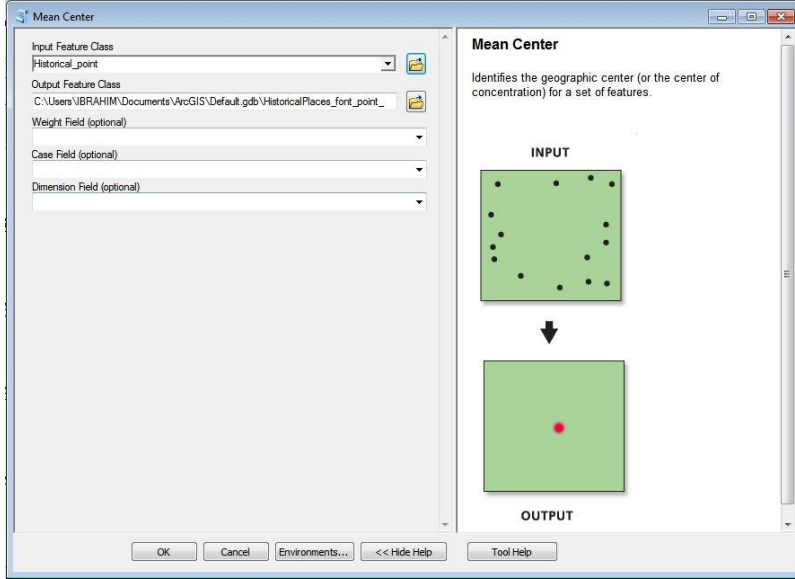 Mean Center
Input Feature Class
Historical_point
Output Feature Class
C:\Users\IBRAHIM\Documents\ArcGIS\Default.gdb\HistoricalPlaces_font_point_
Weight Field (optional)
Case Field (optional)
Dimension Field (optional)
OK
Cancel
Environments...
<< Hide Help
Mean Center
Identifies the geographic center (or the center of
concentration) for a set of features.
INPUT
OUTPUT
Tool Help